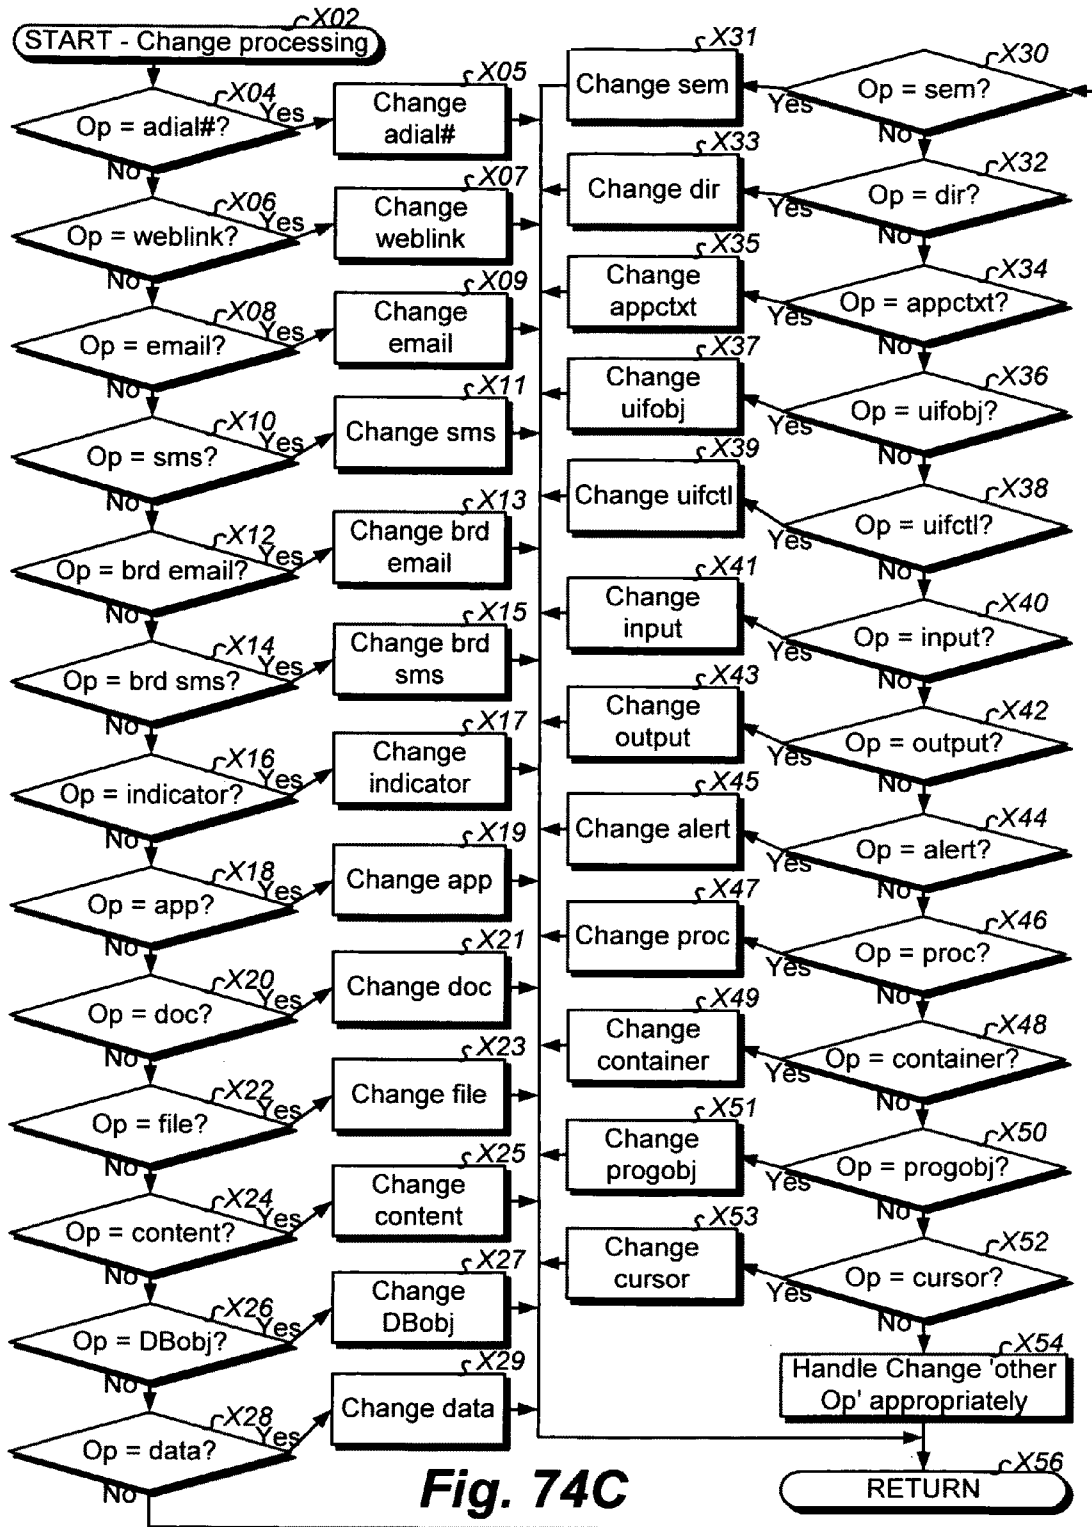 X02
START - Change processing
X04
Op = adial#?
Yes
No
X05
Change
adial#
X06
Op = weblink?
Yes
No
X07
Change
weblink
X08
Op = email?
Yes
No
X09
Change
email
X10
Op = sms?
Yes
No
X11
Change sms
X12
Op = brd email?
Yes
No
X13
Change brd
email
X14
Op = brd sms?
Yes
No
X15
Change brd
sms
X16
Op = indicator?
Yes
No
X17
Change
indicator
X18
Op = app?
Yes
No
X19
Change app
X20
Op = doc?
Yes
No
X21
Change doc
X22
Op = file?
Yes
No
X23
Change file
X24
Op = content?
Yes
No
X25
Change
content
X26
Op = DBobj?
Yes
No
X27
Change
DBobj
X28
Op = data?
Yes
No
X29
Change data
X30
Op = sem?
Yes
No
X31
Change sem
X32
Op = dir?
Yes
No
X33
Change dir
X34
Op = appctxt?
Yes
No
X35
Change
appctxt
X36
Op = uifobj?
Yes
No
X37
Change
uifobj
X38
Op = uifctl?
Yes
No
X39
Change uifctl
X40
Op = input?
Yes
No
X41
Change
input
X42
Op = output?
Yes
No
X43
Change
output
X44
Op = alert?
Yes
No
X45
Change alert
X46
Op = proc?
Yes
No
X47
Change proc
X48
Op = container?
Yes
No
X49
Change
container
X50
Op = progobj?
Yes
No
X51
Change
progobj
X52
Op = cursor?
Yes
No
X53
Change
cursor
X54
Handle Change 'other
Op' appropriately
X56
RETURN
Fig. 74C